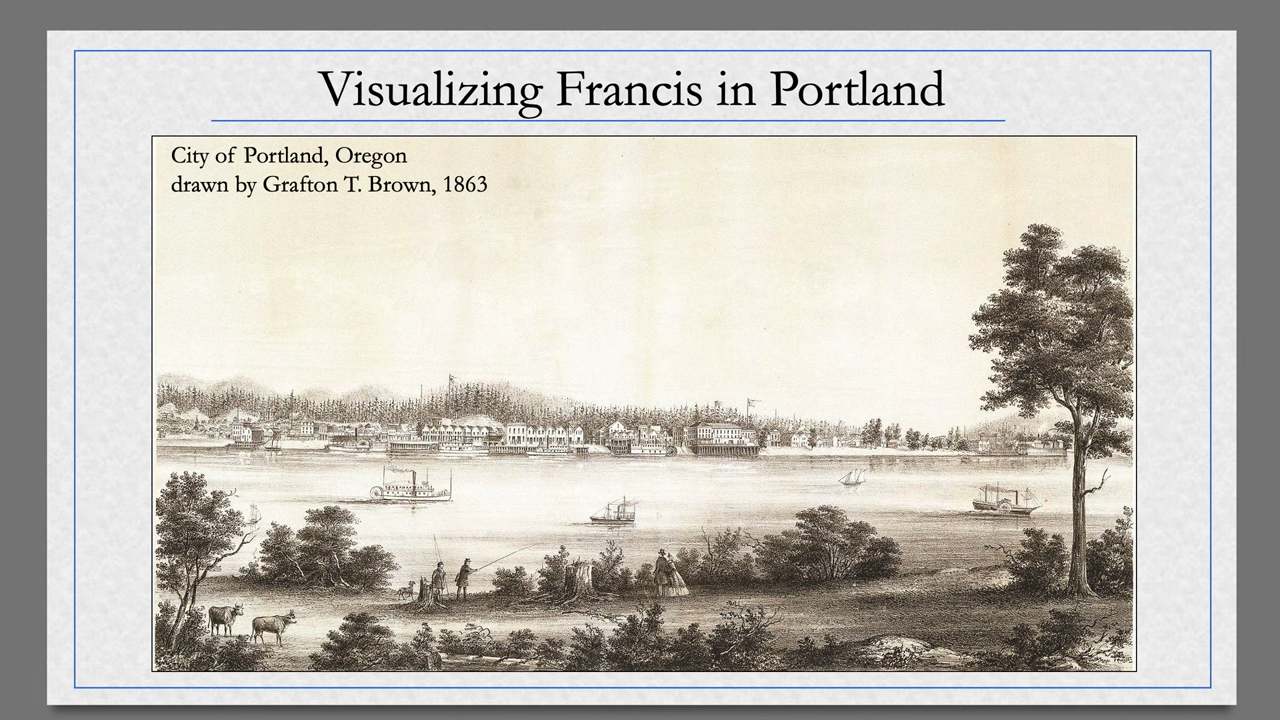 Visualizing Francis in Portland
City of Portland, Oregon
drawn by Grafton T. Brown, 1863